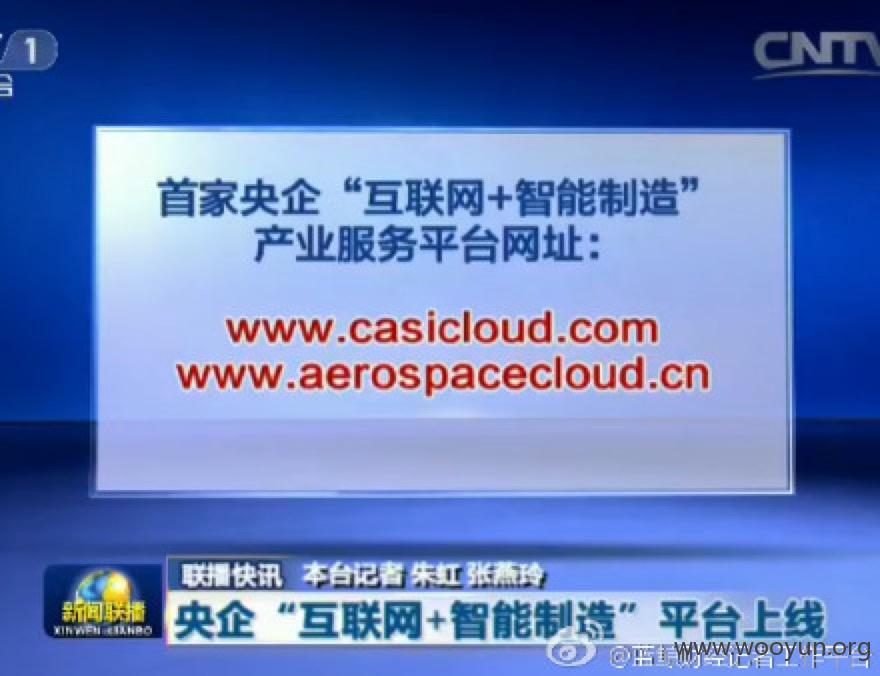 1
CNTV
首家央企“互联网+智能制造”
产业服务平台网址：
www.casicloud.com
www.aerospacecloud.cn
联播快讯 本台记者 朱虹 张燕玲
新闻联播
XINWEN LIANBO
央企“互联网+智能制造”平台上线
www.wooyun.org